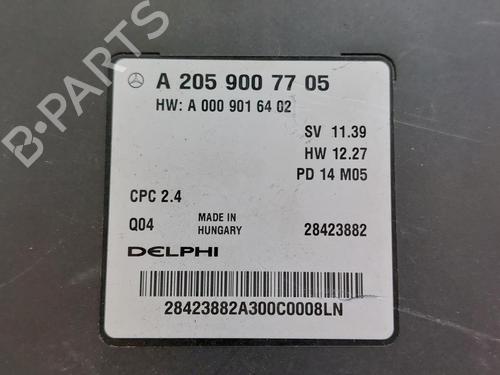 B-PARTS
A 205 900 77 05
HW: A 000 901 64 02
SV 11.39
HW 12.27
PD 14 M05
CPC 2.4
Q04
MADE IN
HUNGARY
28423882
DELPHI
28423882A300C0008LN